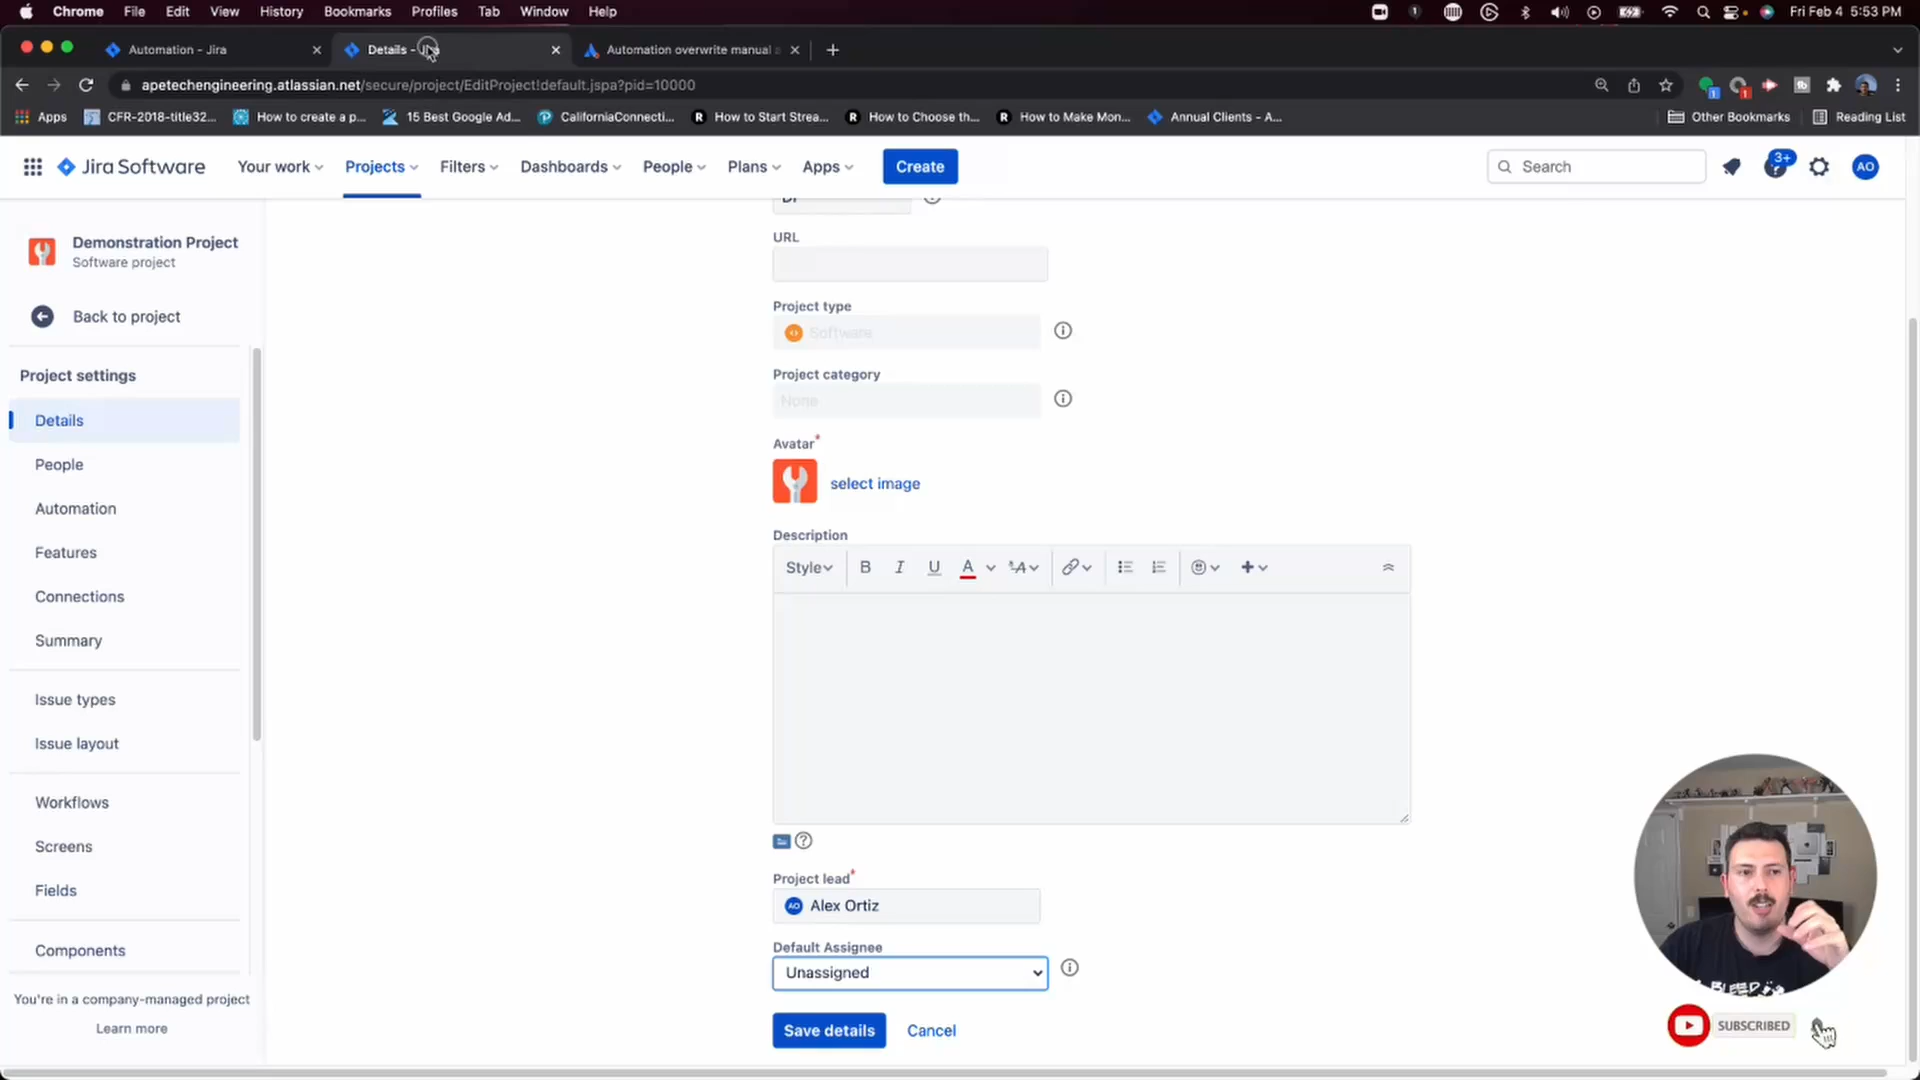 Chrome File Edit View History Bookmarks Profiles Tab Window Help Fri Feb 4 5:53 PM
Automation - Jira Details - Jira Automation overwrite manual
apetechengineering.atlassian.net/secure/project/EditProject!default.jspa?pid=10000
Apps CFR-2018-title32... How to create a p... 15 Best Google Ad... CaliforniaConnecti... How to Start Strea... How to Choose th... How to Make Mon... Annual Clients - A... Other Bookmarks Reading List
Jira Software Your work Projects Filters Dashboards People Plans Apps Create Search 3+ AO
Demonstration Project
Software project
Back to project
Project settings
Details
People
Automation
Features
Connections
Summary
Issue types
Issue layout
Workflows
Screens
Fields
Components
You're in a company-managed project
Learn more
URL
Project type
Software
Project category
None
Avatar*
select image
Description
Style B I U A A
Project lead*
AO Alex Ortiz
Default Assignee
Unassigned
Save details Cancel
SUBSCRIBED